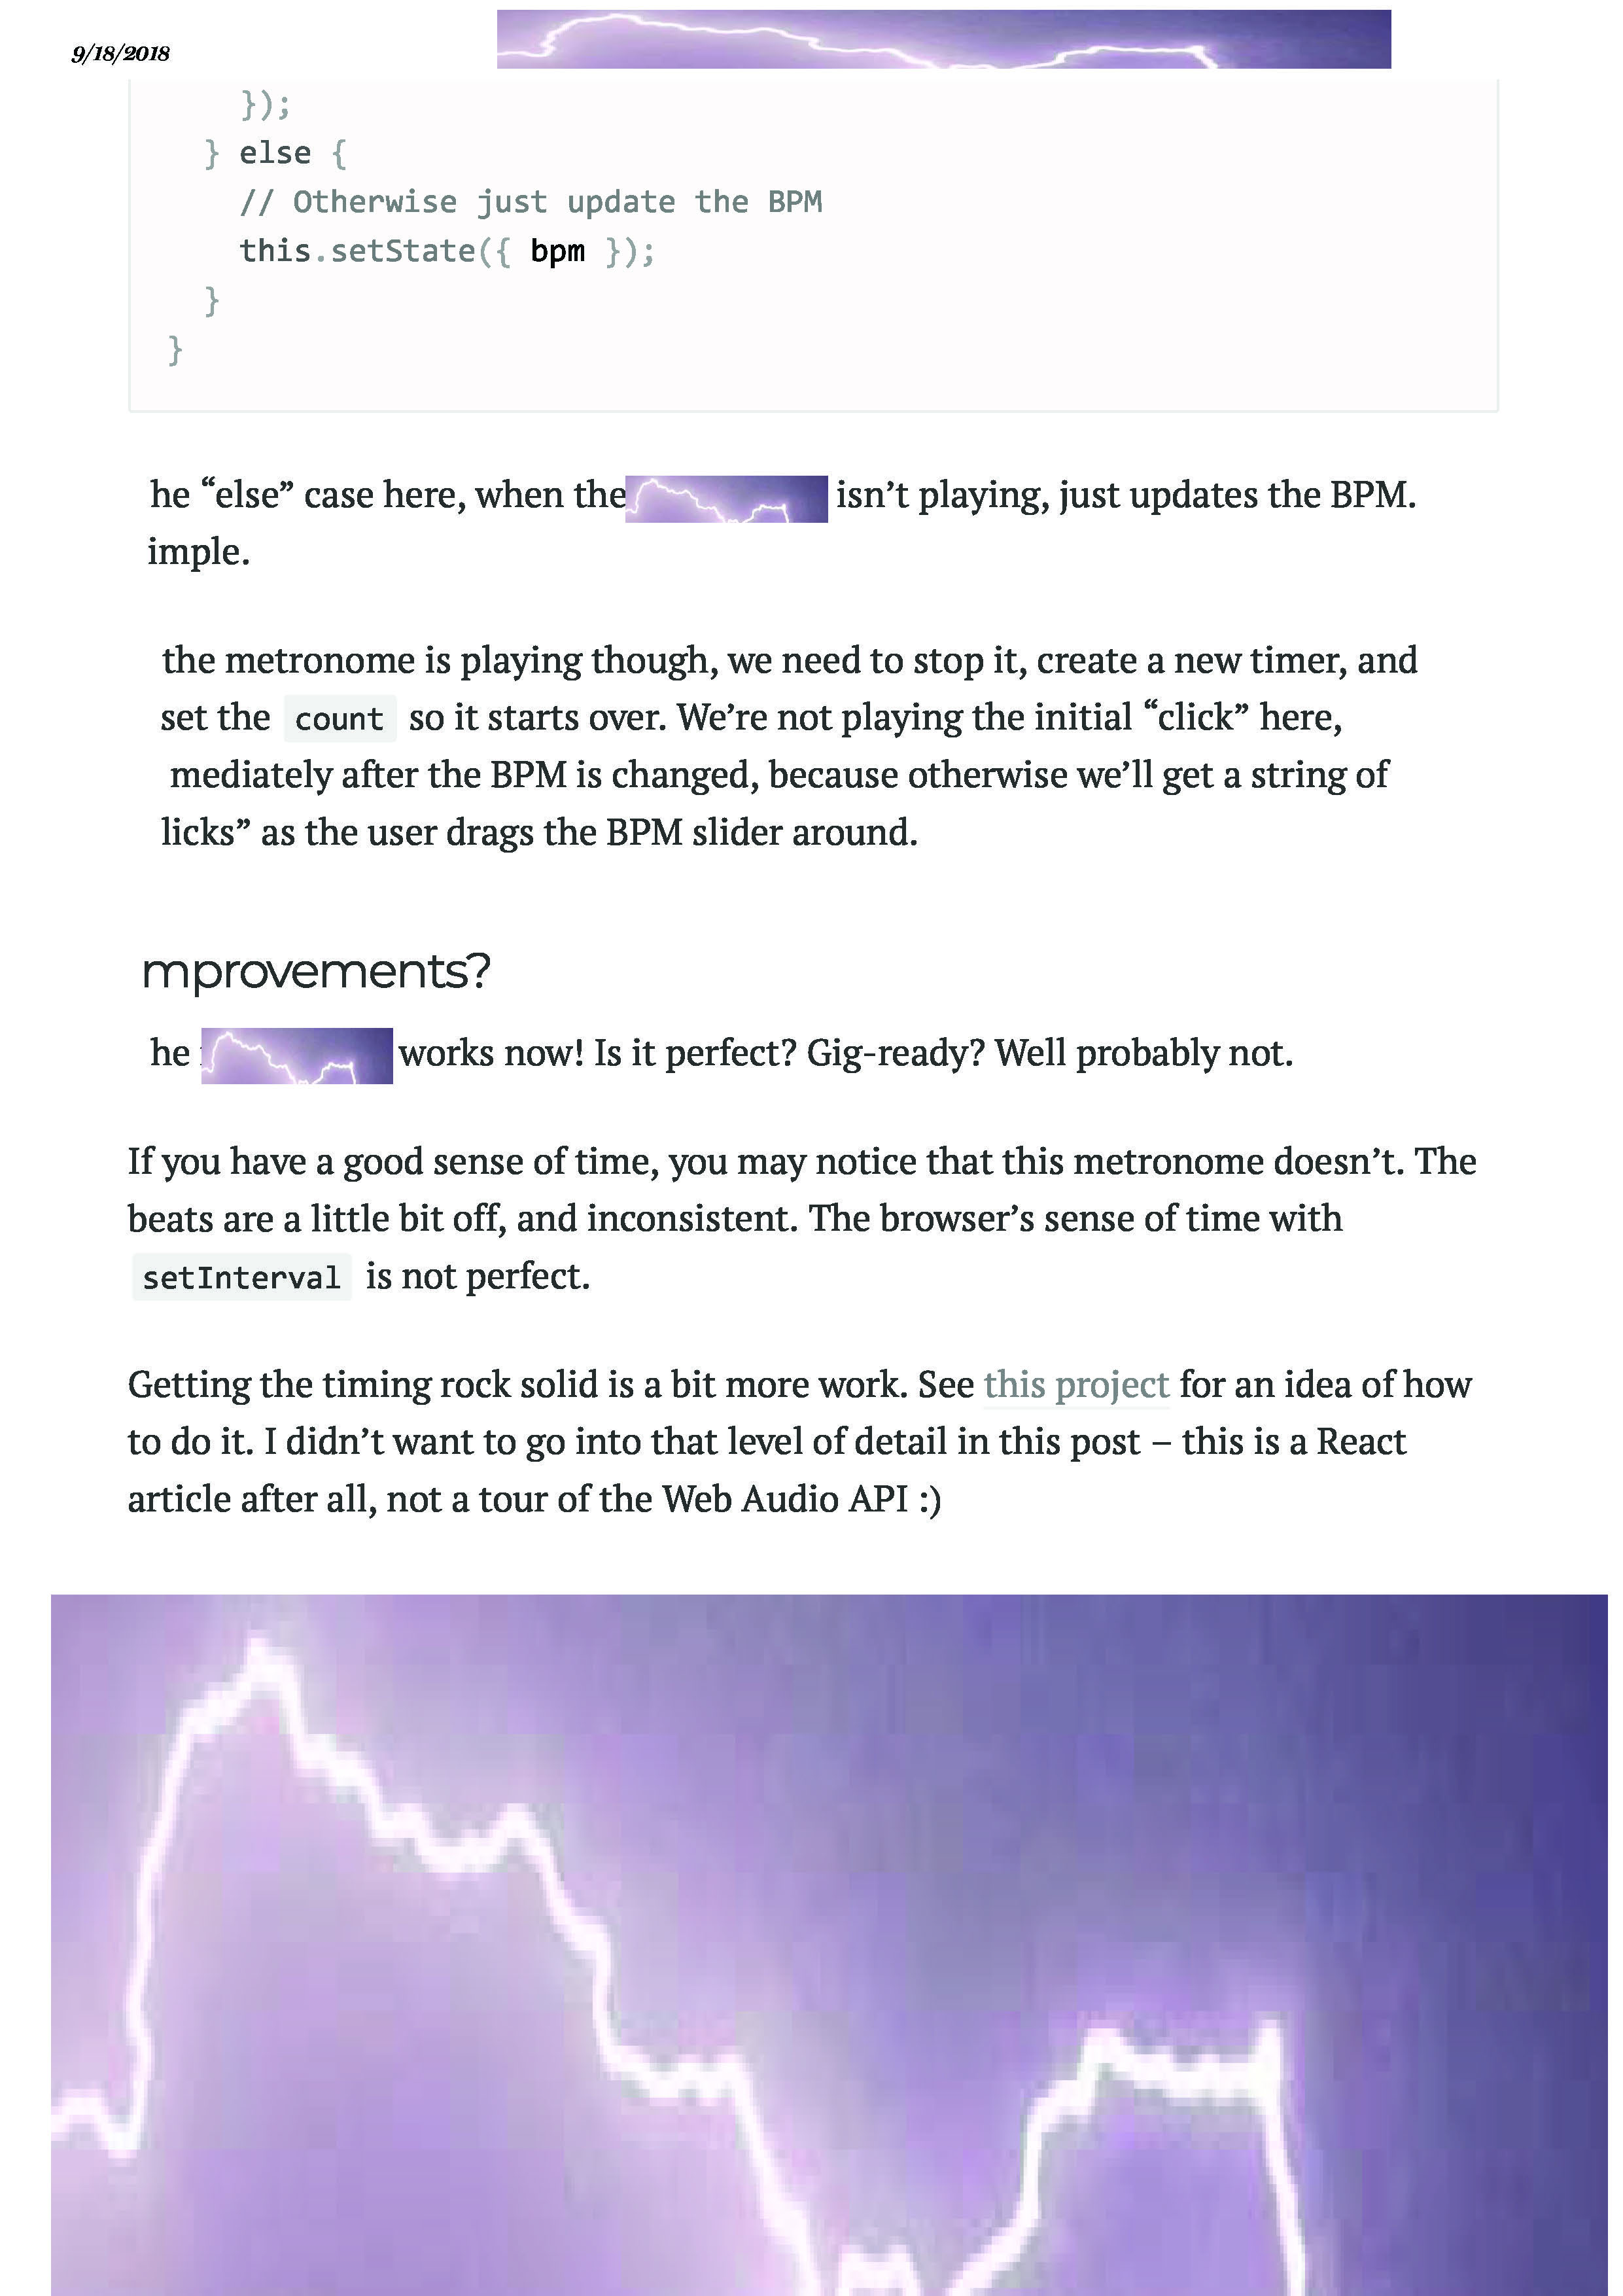 9/18/2018
});
} else {
// Otherwise just update the BPM
this.setState({ bpm });
}
}
he “else” case here, when the isn’t playing, just updates the BPM.
imple.
the metronome is playing though, we need to stop it, create a new timer, and
set the count so it starts over. We’re not playing the initial “click” here,
mediately after the BPM is changed, because otherwise we’ll get a string of
licks” as the user drags the BPM slider around.
mprovements?
he works now! Is it perfect? Gig-ready? Well probably not.
If you have a good sense of time, you may notice that this metronome doesn’t. The
beats are a little bit off, and inconsistent. The browser’s sense of time with
setInterval is not perfect.
Getting the timing rock solid is a bit more work. See this project for an idea of how
to do it. I didn’t want to go into that level of detail in this post – this is a React
article after all, not a tour of the Web Audio API :)